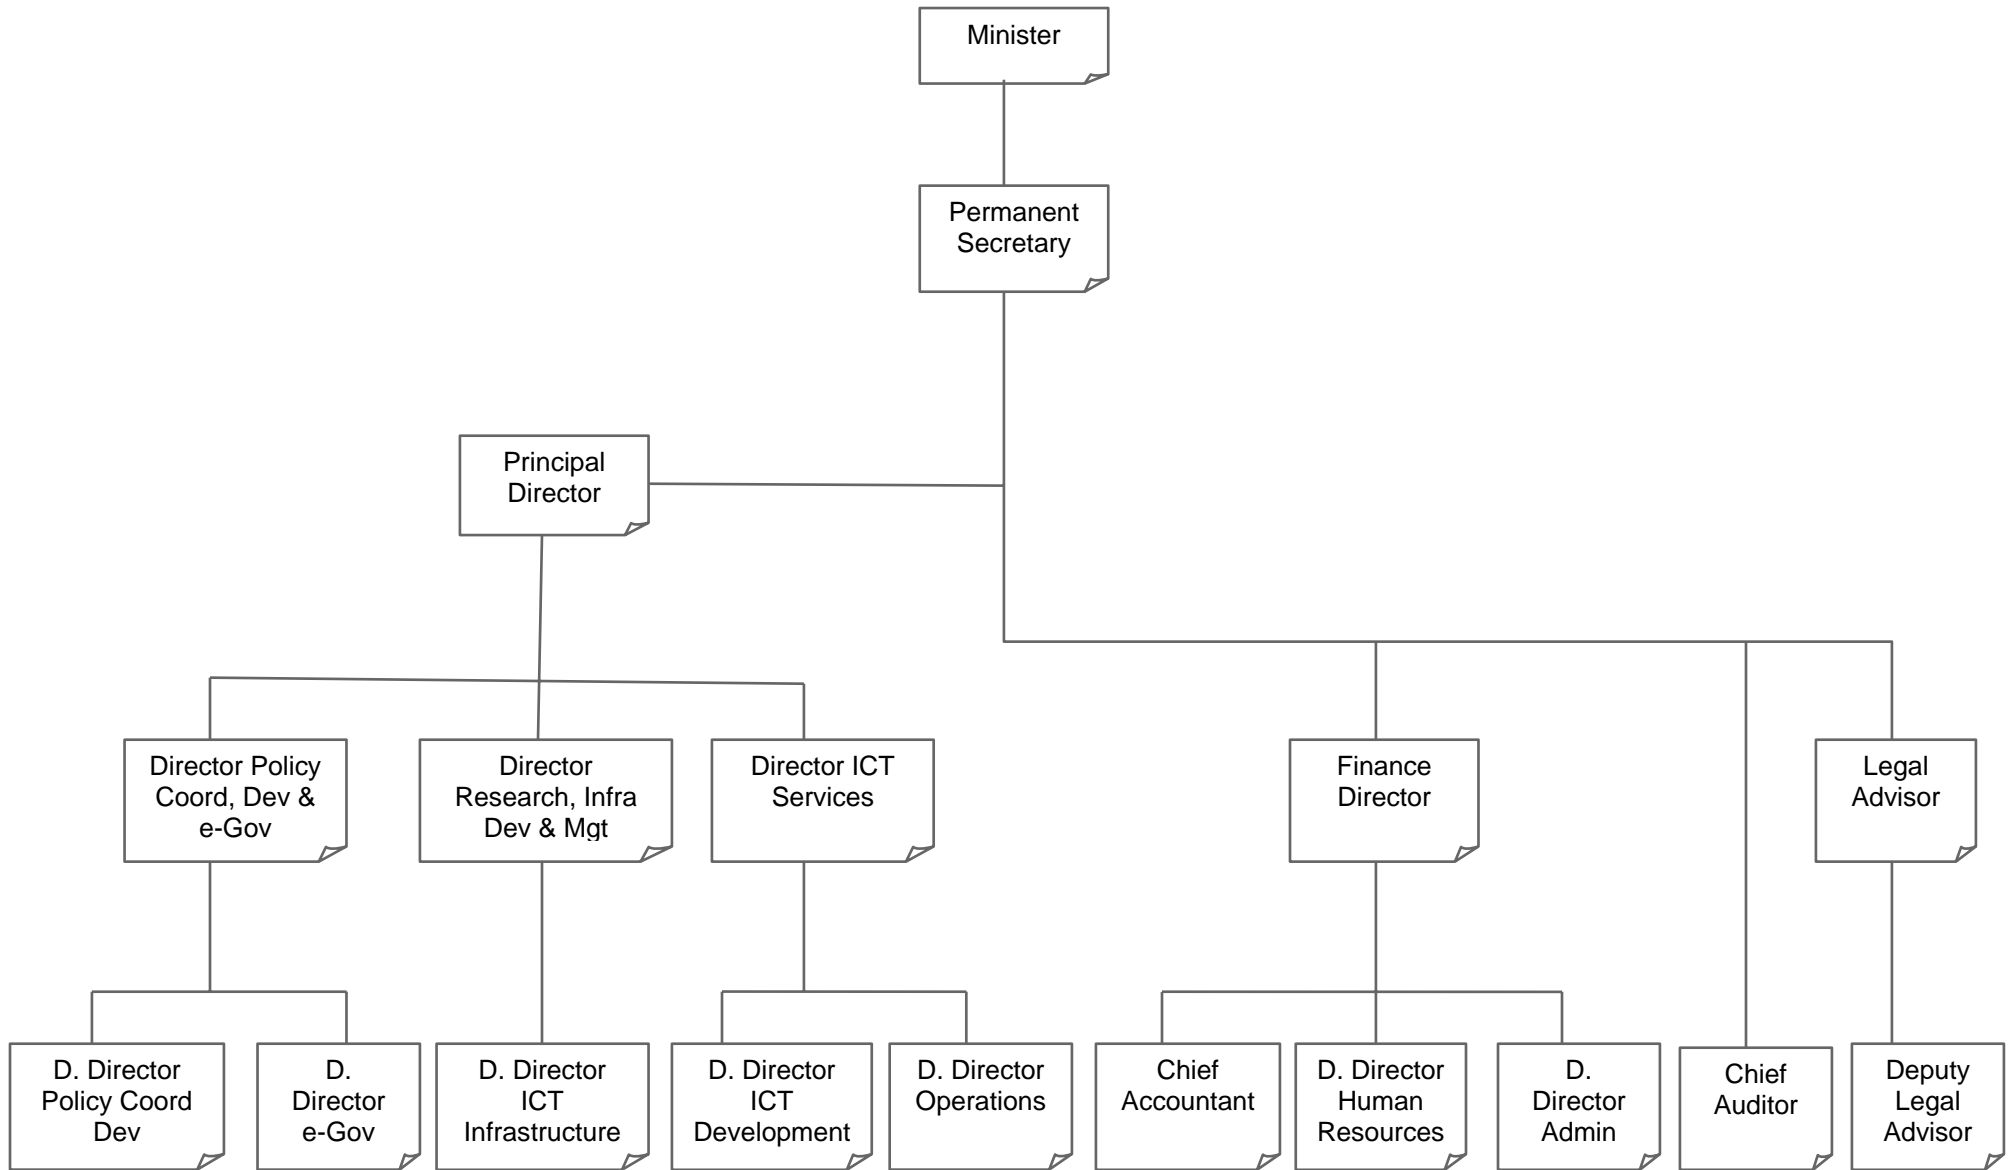 Minister
Permanent
Secretary
Principal
Director
Director Policy
Coord, Dev &
e-Gov
Director
Research, Infra
Dev & Mgt
Director ICT
Services
Finance
Director
Legal
Advisor
D. Director
Policy Coord
Dev
D.
Director
e-Gov
D. Director
ICT
Infrastructure
D. Director
ICT
Development
D. Director
Operations
Chief
Accountant
D. Director
Human
Resources
D.
Director
Admin
Chief
Auditor
Deputy
Legal
Advisor